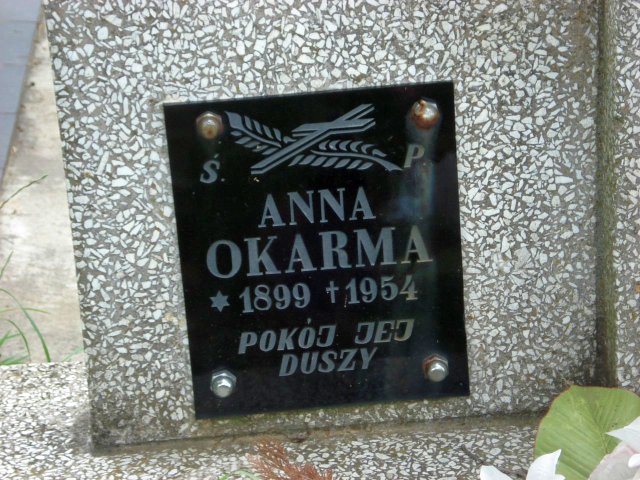 Ś. P.
ANNA
OKARMA
✶ 1899 † 1954
POKÓJ JEJ
DUSZY